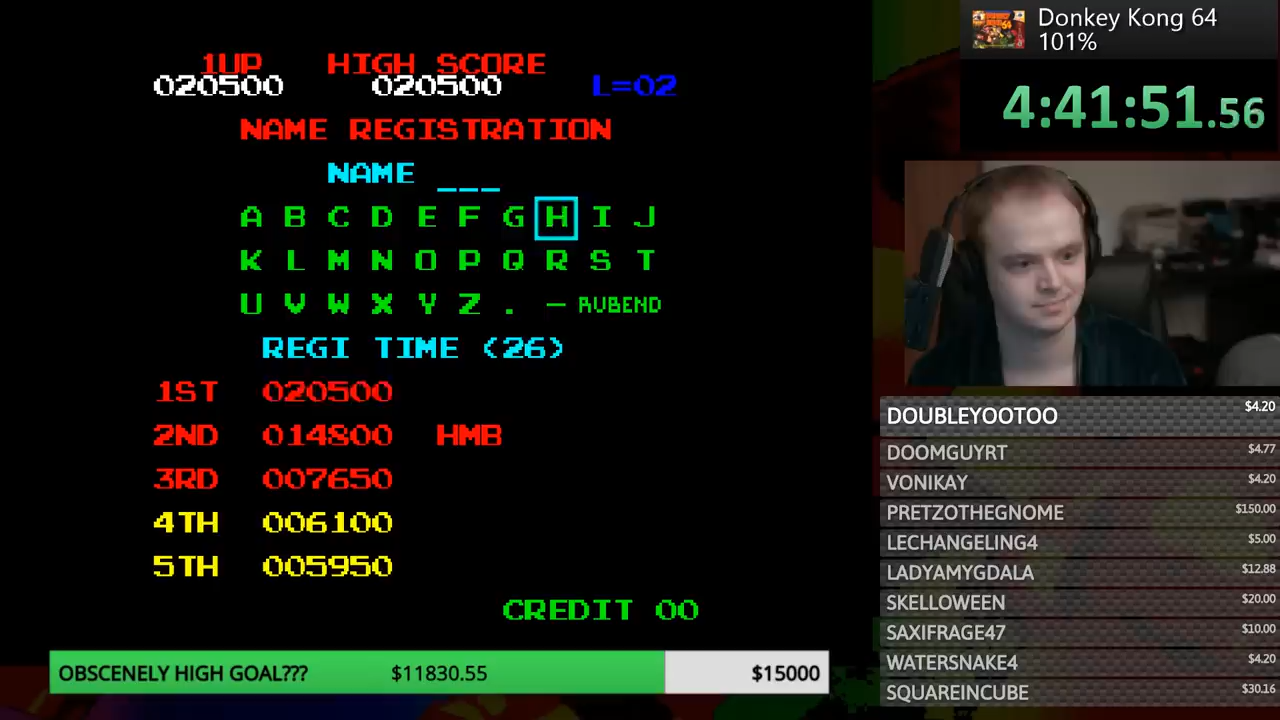 1UP HIGH SCORE
020500 020500 L=02
NAME REGISTRATION
NAME ___
A B C D E F G H I J
K L M N O P Q R S T
U V W X Y Z . - RUBEND
REGI TIME (26)
1ST 020500
2ND 014800 HMB
3RD 007650
4TH 006100
5TH 005950
CREDIT 00
OBSCENELY HIGH GOAL??? $11830.55 $15000
Donkey Kong 64
101%
4:41:51.56
DOUBLEYOOTOO $4.20
DOOMGUYRT $4.77
VONIKAY $4.20
PRETZOTHEGNOME $150.00
LECHANGELING4 $5.00
LADYAMYGDALA $12.88
SKELLOWEEN $20.00
SAXIFRAGE47 $10.00
WATERSNAKE4 $4.20
SQUAREINCUBE $30.16